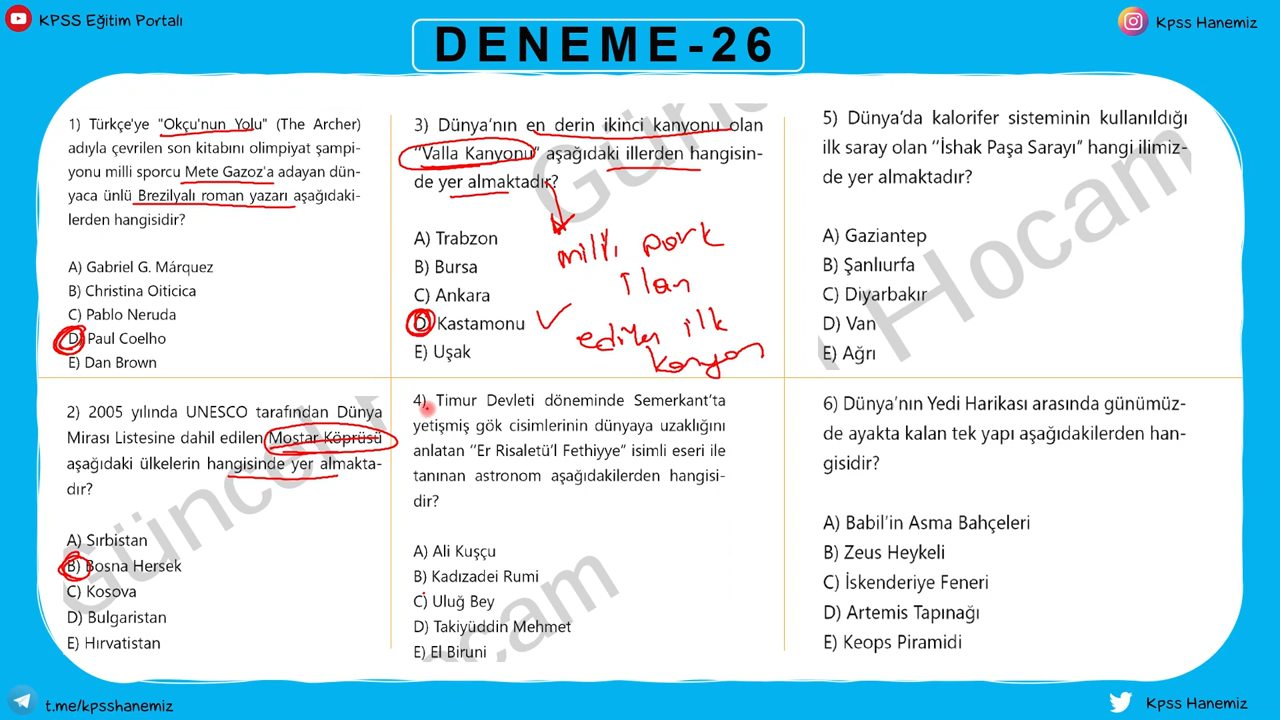 KPSS Eğitim Portalı
DENEME-26
Kpss Hanemiz
1) Türkçe'ye "Okçu'nun Yolu" (The Archer)
adıyla çevrilen son kitabını olimpiyat şampi-
yonu milli sporcu Mete Gazoz'a adayan dün-
yaca ünlü Brezilyalı roman yazarı aşağıdaki-
lerden hangisidir?
A) Gabriel G. Márquez
B) Christina Oiticica
C) Pablo Neruda
D) Paul Coelho
E) Dan Brown
2) 2005 yılında UNESCO tarafından Dünya
Mirası Listesine dahil edilen Mostar Köprüsü
aşağıdaki ülkelerin hangisinde yer almakta-
dır?
A) Sırbistan
B) Bosna Hersek
C) Kosova
D) Bulgaristan
E) Hırvatistan
3) Dünya'nın en derin ikinci kanyonu olan
"Valla Kanyonu" aşağıdaki illerden hangisin-
de yer almaktadır?
A) Trabzon
B) Bursa
C) Ankara
D) Kastamonu
E) Uşak
milli park
ilan
edilen ilk
kanyon
4) Timur Devleti döneminde Semerkant'ta
yetişmiş gök cisimlerinin dünyaya uzaklığını
anlatan "Er Risaletü'l Fethiyye" isimli eseri ile
tanınan astronom aşağıdakilerden hangisi-
dir?
A) Ali Kuşçu
B) Kadızadei Rumi
C) Uluğ Bey
D) Takiyüddin Mehmet
E) El Biruni
5) Dünya'da kalorifer sisteminin kullanıldığı
ilk saray olan "İshak Paşa Sarayı" hangi ilimiz-
de yer almaktadır?
A) Gaziantep
B) Şanlıurfa
C) Diyarbakır
D) Van
E) Ağrı
6) Dünya'nın Yedi Harikası arasında günümüz-
de ayakta kalan tek yapı aşağıdakilerden han-
gisidir?
A) Babil'in Asma Bahçeleri
B) Zeus Heykeli
C) İskenderiye Feneri
D) Artemis Tapınağı
E) Keops Piramidi
Güncel
Hocam
t.me/kpsshanemiz
Kpss Hanemiz